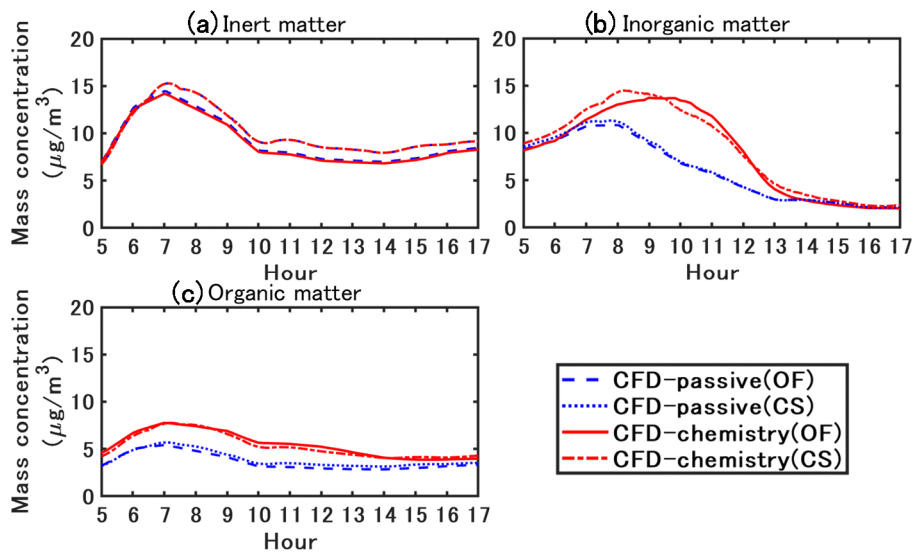 (a) Inert matter
Mass concentration
(μg/m³)
20
15
10
5
0
5 6 7 8 9 10 11 12 13 14 15 16 17
Hour
(b) Inorganic matter
20
15
10
5
0
5 6 7 8 9 10 11 12 13 14 15 16 17
Hour
(c) Organic matter
Mass concentration
(μg/m³)
20
15
10
5
0
5 6 7 8 9 10 11 12 13 14 15 16 17
Hour
CFD-passive(OF)
CFD-passive(CS)
CFD-chemistry(OF)
CFD-chemistry(CS)